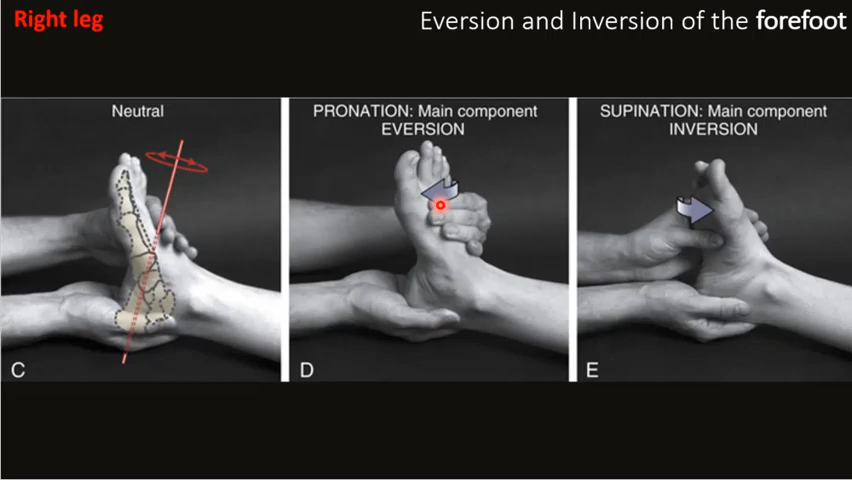 Right leg
Eversion and Inversion of the forefoot
Neutral
PRONATION: Main component
EVERSION
SUPINATION: Main component
INVERSION
C
D
E